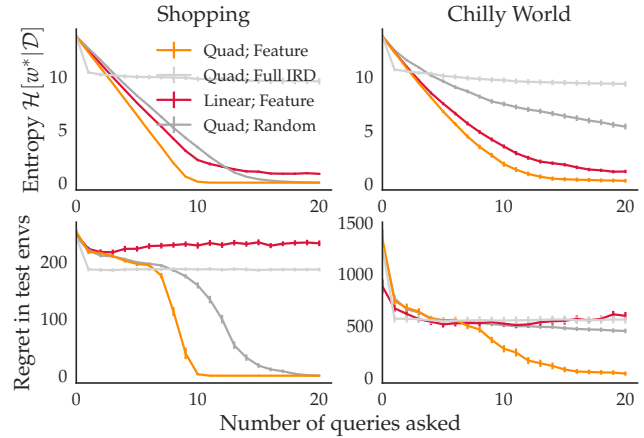 Shopping
Chilly World
Entropy H[w*|D]
10
5
0
0
10
20
Quad; Feature
Quad; Full IRD
Linear; Feature
Quad; Random
10
5
0
0
10
20
Regret in test envs
200
100
0
0
10
20
1500
1000
500
0
0
10
20
Number of queries asked